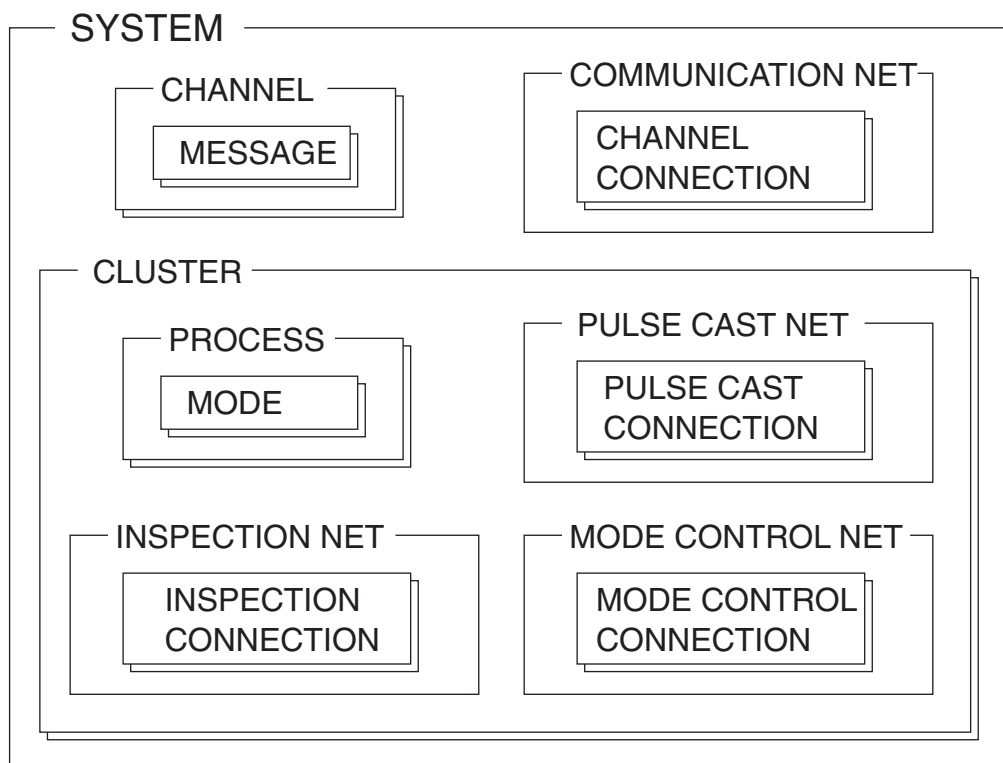 SYSTEM
CHANNEL
MESSAGE
COMMUNICATION NET
CHANNEL
CONNECTION
CLUSTER
PROCESS
MODE
PULSE CAST NET
PULSE CAST
CONNECTION
INSPECTION NET
INSPECTION
CONNECTION
MODE CONTROL NET
MODE CONTROL
CONNECTION